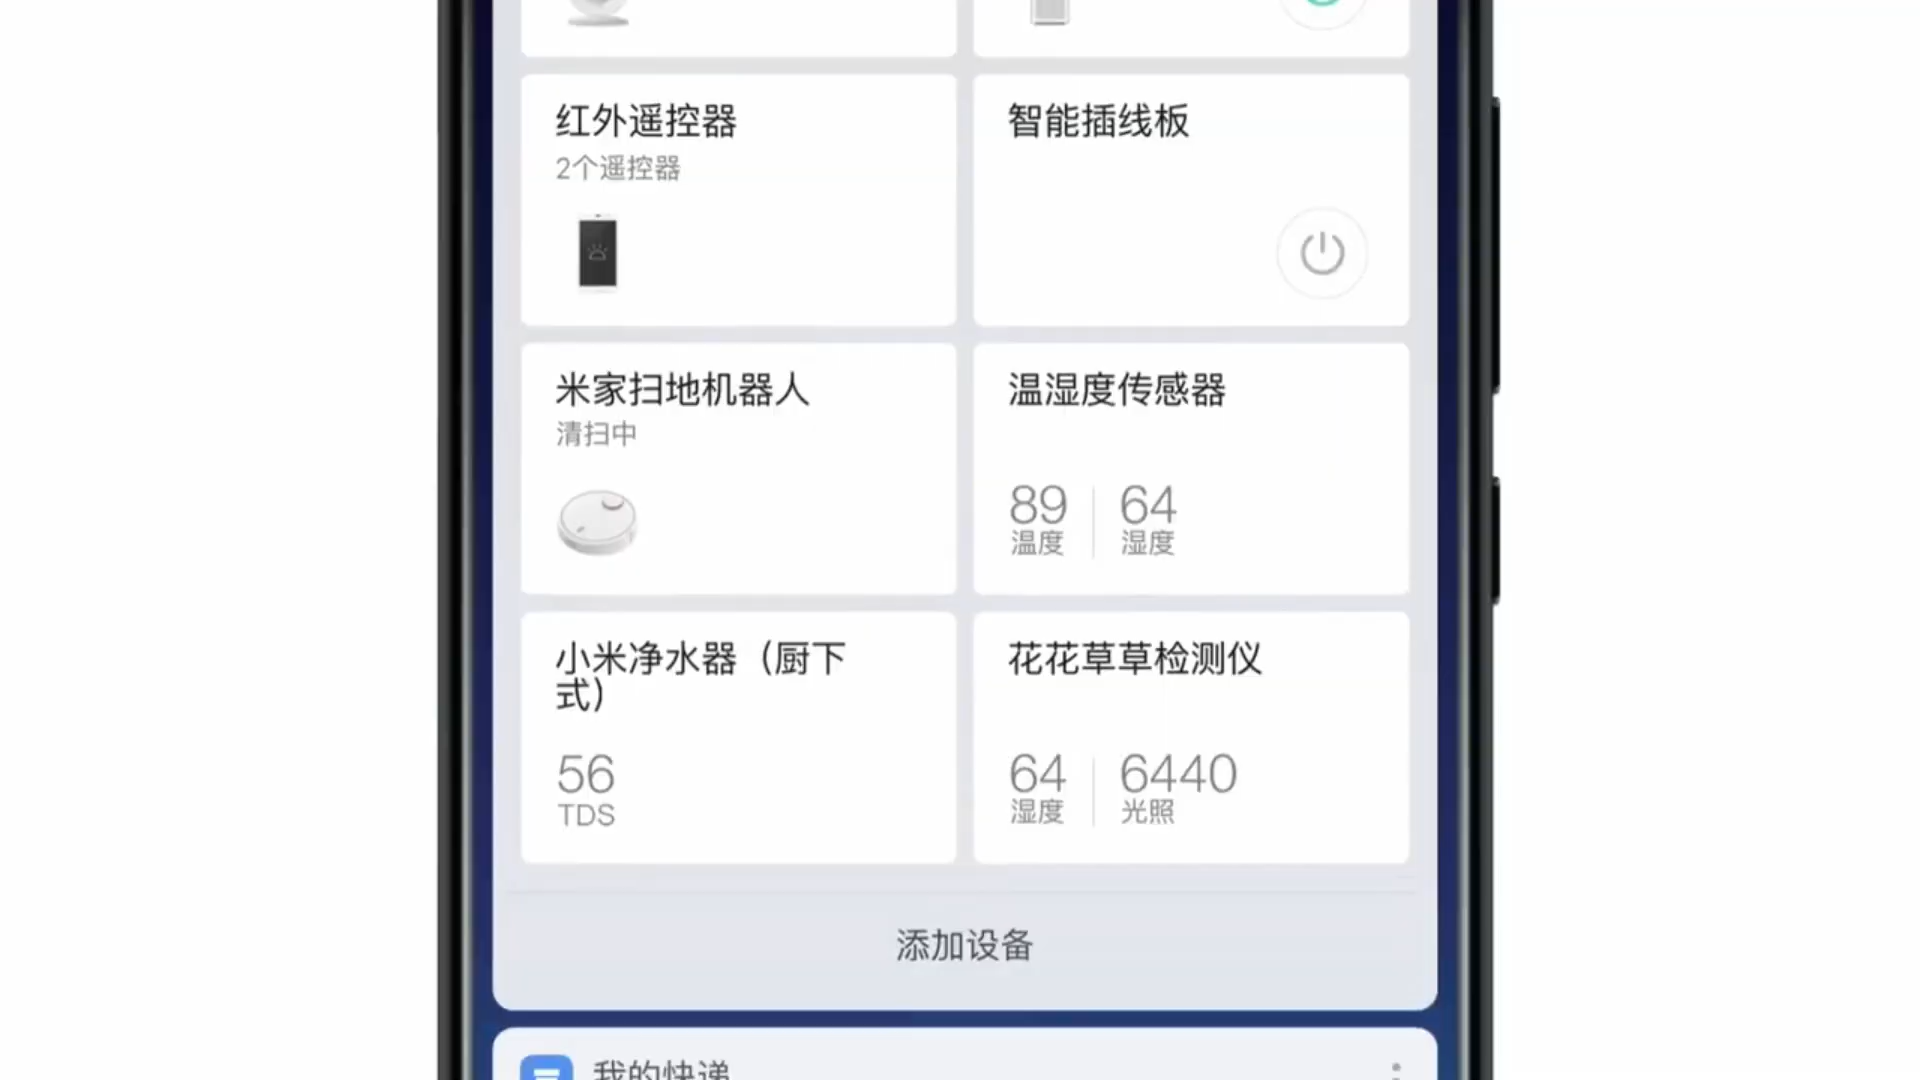 红外遥控器
2个遥控器
智能插线板
米家扫地机器人
清扫中
温湿度传感器
89 64
温度 湿度
小米净水器（厨下
式）
56
TDS
花花草草检测仪
64 6440
湿度 光照
添加设备
我的快递